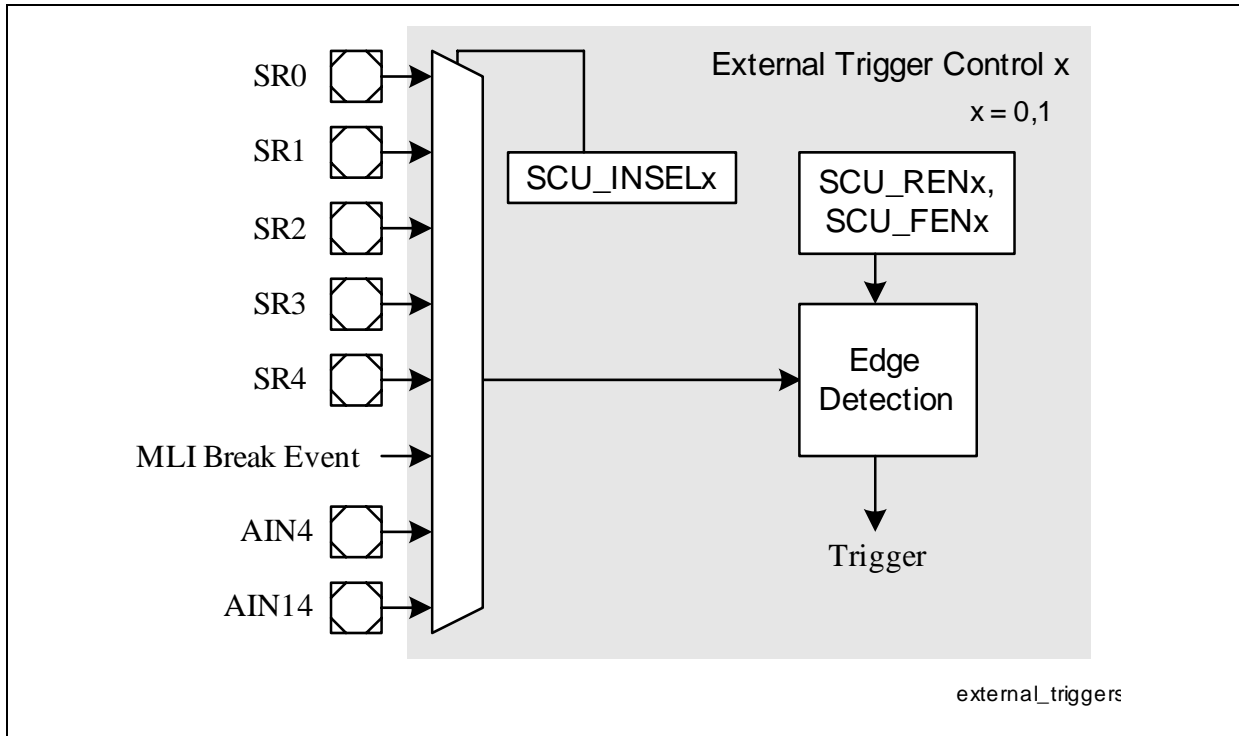 External Trigger Control x
x = 0,1
SR0
SR1
SR2
SR3
SR4
MLI Break Event
AIN4
AIN14
SCU_INSELx
SCU_RENx,
SCU_FENx
Edge
Detection
Trigger
external_triggers